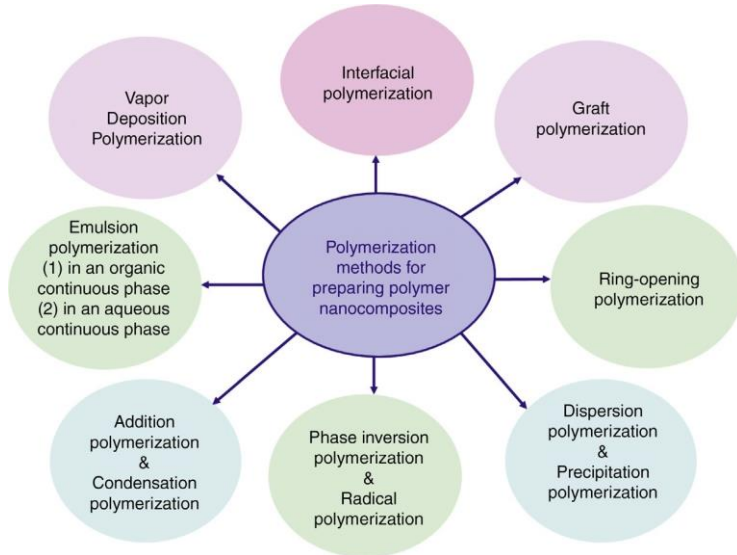 Interfacial
polymerization
Vapor
Deposition
Polymerization
Graft
polymerization
Emulsion
polymerization
(1) in an organic
continuous phase
(2) in an aqueous
continuous phase
Polymerization
methods for
preparing polymer
nanocomposites
Ring-opening
polymerization
Addition
polymerization
&
Condensation
polymerization
Phase inversion
polymerization
&
Radical
polymerization
Dispersion
polymerization
&
Precipitation
polymerization